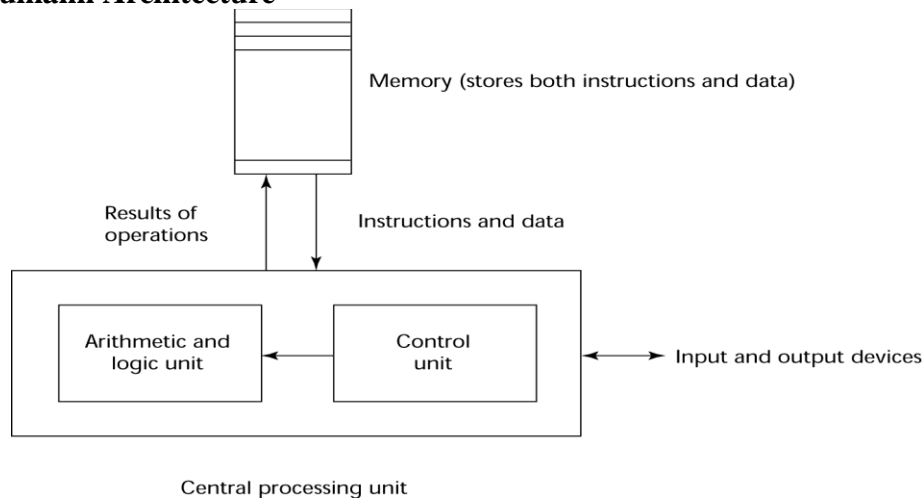 Architecture
Memory (stores both instructions and data)
Results of
operations
Instructions and data
Arithmetic and
logic unit
Control
unit
Input and output devices
Central processing unit